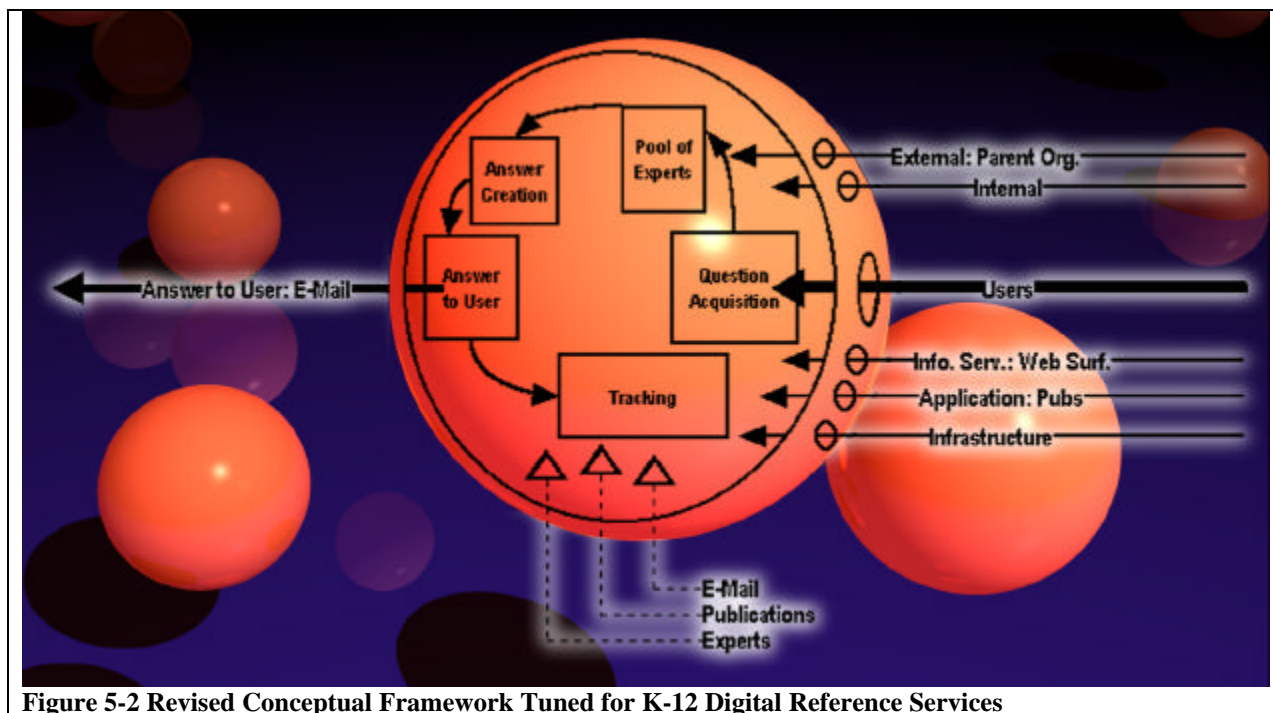 Pool of
Experts
Answer
Creation
External: Parent Org.
Internal
Answer to User: E-Mail
Answer
to User
Question
Acquisition
Users
Info. Serv.: Web Surf.
Application: Pubs
Infrastructure
Tracking
E-Mail
Publications
Experts
Figure 5-2 Revised Conceptual Framework Tuned for K-12 Digital Reference Services